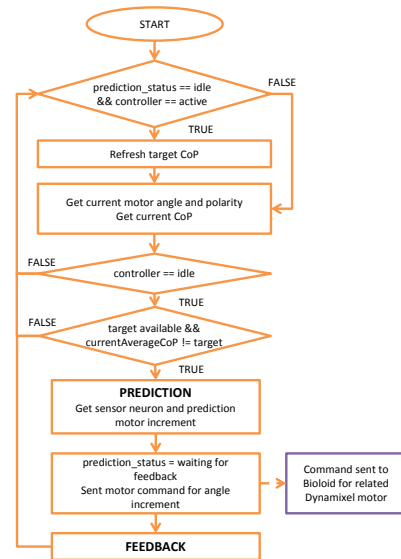 START
prediction_status == idle
&& controller == active
FALSE
TRUE
Refresh target CoP
Get current motor angle and polarity
Get current CoP
FALSE
controller == idle
TRUE
FALSE
target available &&
currentAverageCoP != target
TRUE
PREDICTION
Get sensor neuron and prediction
motor increment
prediction_status = waiting for
feedback
Sent motor command for angle
increment
Command sent to
Bioloid for related
Dynamixel motor
FEEDBACK